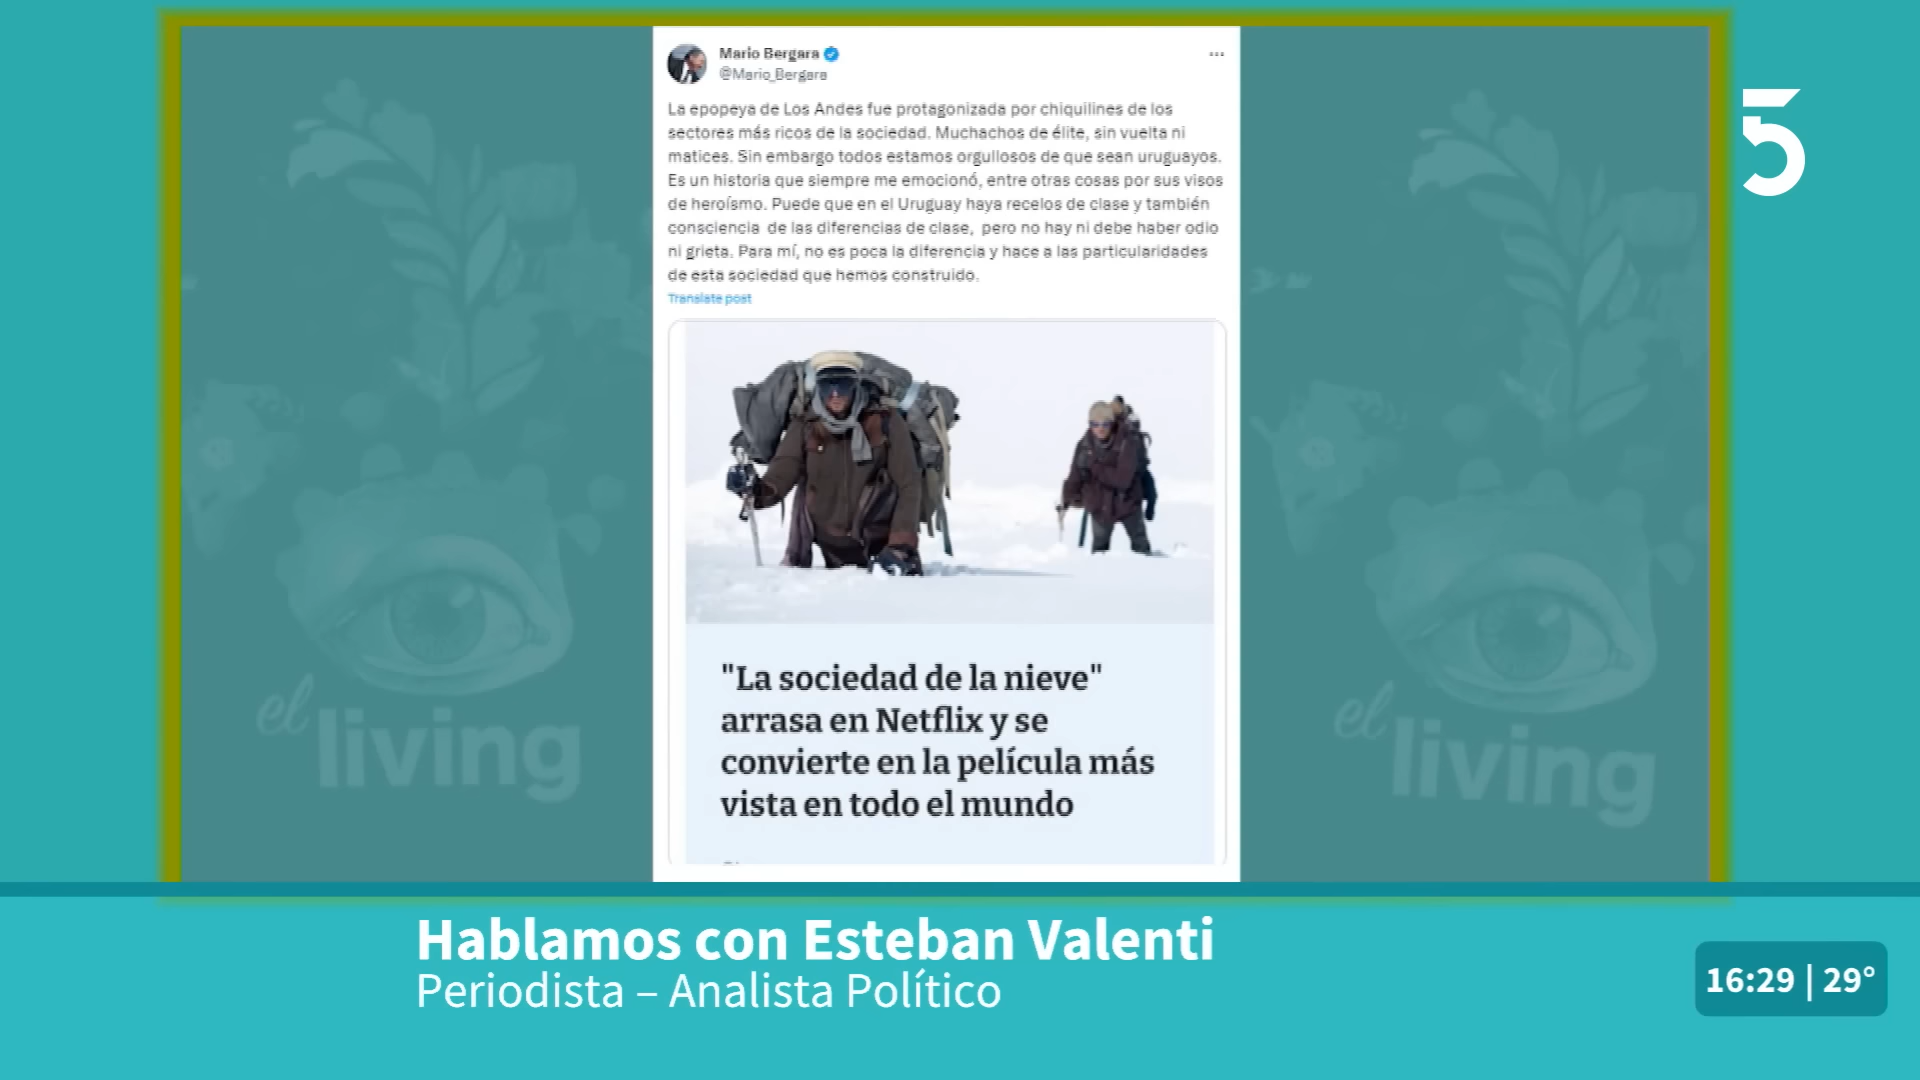 Mario Bergara
@Mario_Bergara
La epopeya de Los Andes fue protagonizada por chiquilines de los
sectores más ricos de la sociedad. Muchachos de élite, sin vuelta ni
matices. Sin embargo todos estamos orgullosos de que sean uruguayos.
Es un historia que siempre me emocionó, entre otras cosas por sus visos
de heroísmo. Puede que en el Uruguay haya recelos de clase y también
consciencia de las diferencias de clase, pero no hay ni debe haber odio
ni grieta. Para mí, no es poca la diferencia y hace a las particularidades
de esta sociedad que hemos construido.
Translate post
"La sociedad de la nieve"
arrasa en Netflix y se
convierte en la película más
vista en todo el mundo
el living
el living
5
Hablamos con Esteban Valenti
Periodista – Analista Político
16:29 | 29°